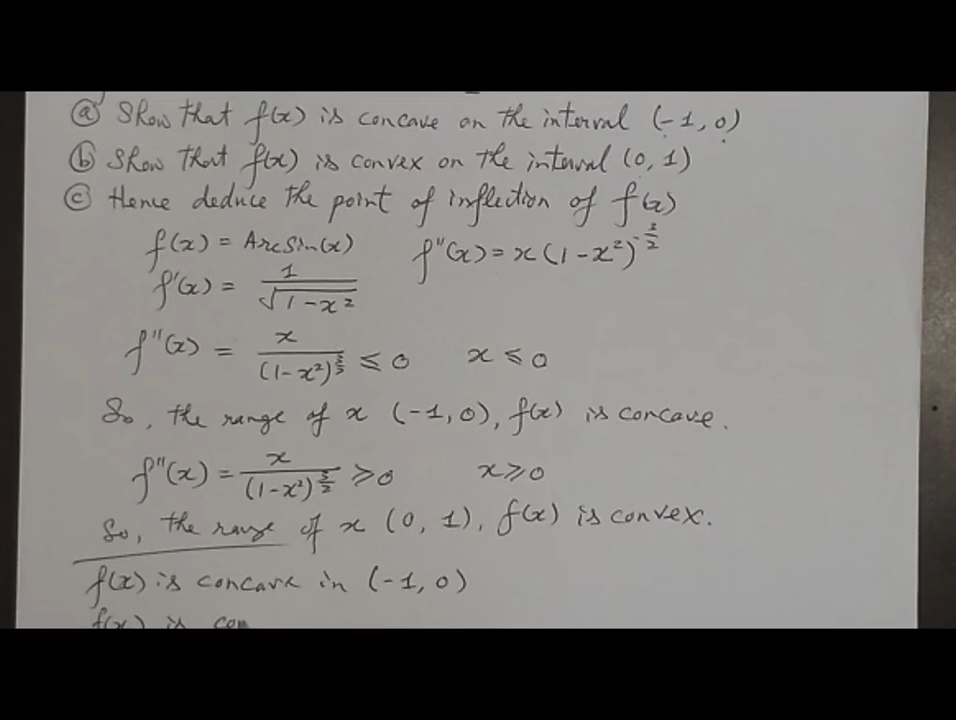 ⓐ Show that f(x) is concave on the interval (-1, 0)
ⓑ Show that f(x) is convex on the interval (0, 1)
ⓒ Hence deduce the point of inflection of f(x)
f(x) = Arcsin(x) f''(x) = x(1-x²)^-3/2
f'(x) = 1/√(1-x²)
f''(x) = x/(1-x²)^3/2 ≤ 0 x ≤ 0
So, the range of x (-1, 0), f(x) is concave.
f''(x) = x/(1-x²)^3/2 ≥ 0 x ≥ 0
So, the range of x (0, 1), f(x) is convex.
f(x) is concave in (-1, 0)
f(x) is con